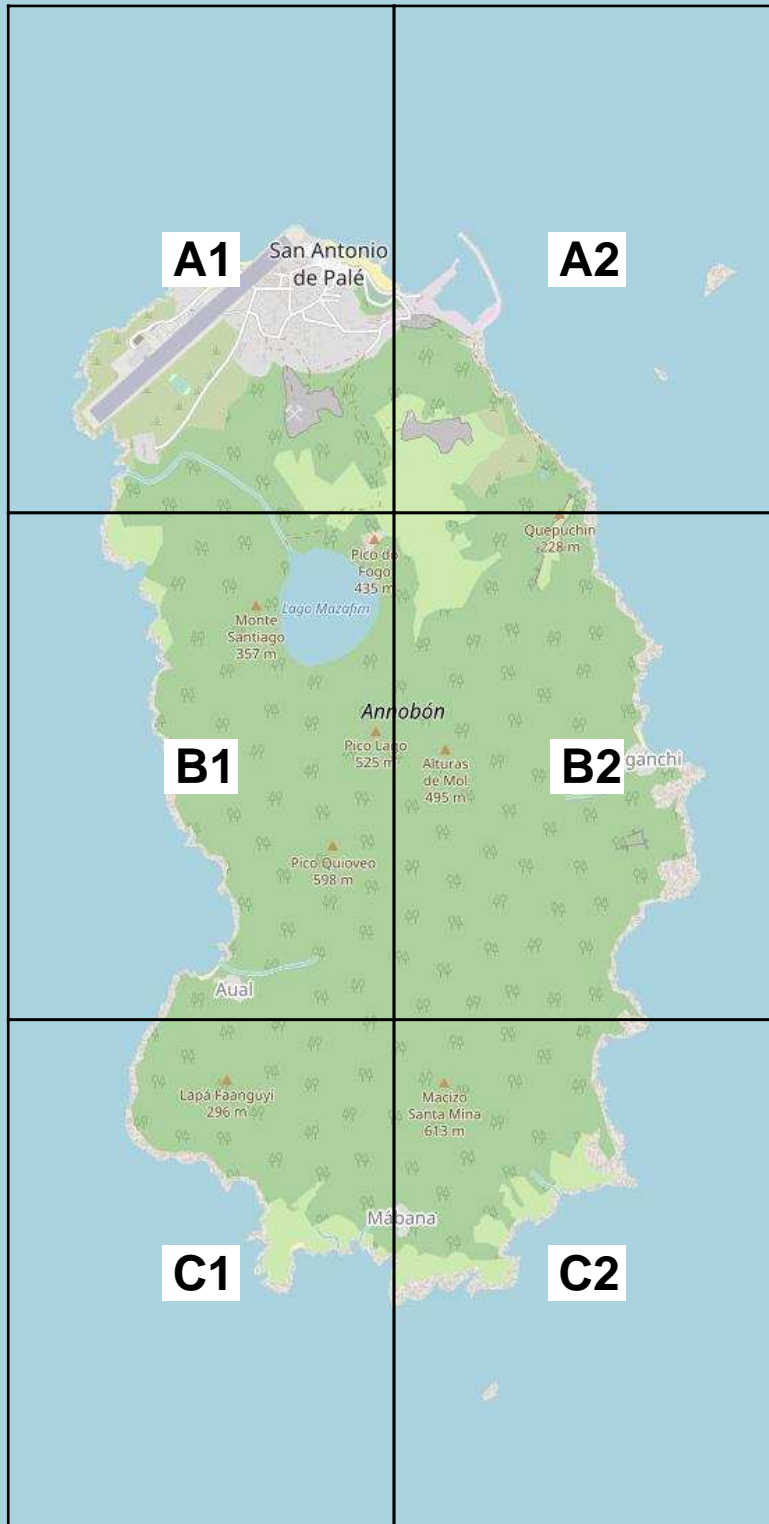 A1
San Antonio
de Palé
A2
Quepuchin
228 m
Pico do
Fogo
435 m
Lago Mazafim
Monte
Santiago
357 m
Annobón
Pico Lago
525 m
B1
Alturas
de Mol
495 m
B2
ganchi
Pico Quioveo
598 m
Aual
Lapá Faanguyi
296 m
Macizo
Santa Mina
613 m
Mábana
C1
C2